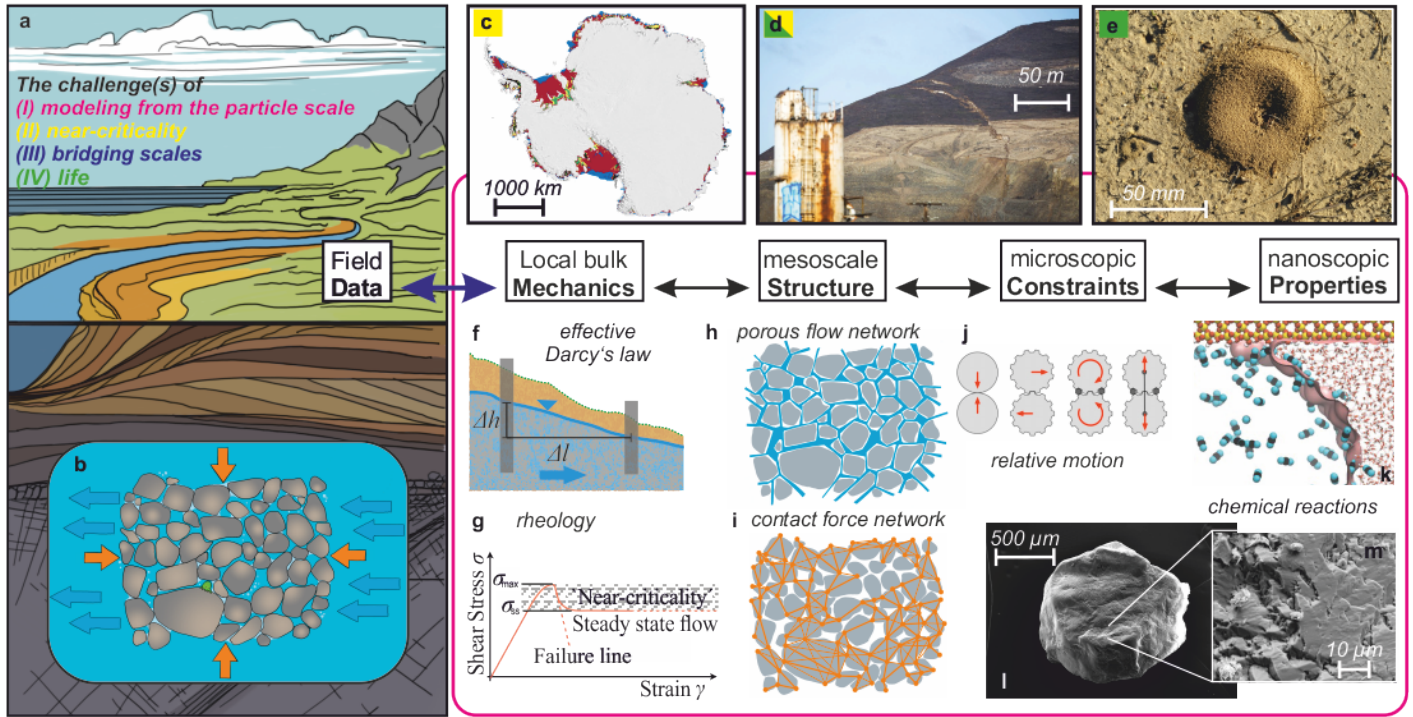 a
The challenge(s) of
(I) modeling from the particle scale
(II) near-criticality
(III) bridging scales
(IV) life
c
1000 km
d
50 m
e
50 mm
Field
Data
Local bulk
Mechanics
mesoscale
Structure
microscopic
Constraints
nanoscopic
Properties
b
f
effective
Darcy's law
Δh
Δl
g
rheology
Shear Stress σ
σmax
σss
'Near-criticality'
Steady state flow
Failure line
Strain γ
h
porous flow network
i
contact force network
j
relative motion
k
chemical reactions
500 µm
l
m
10 µm